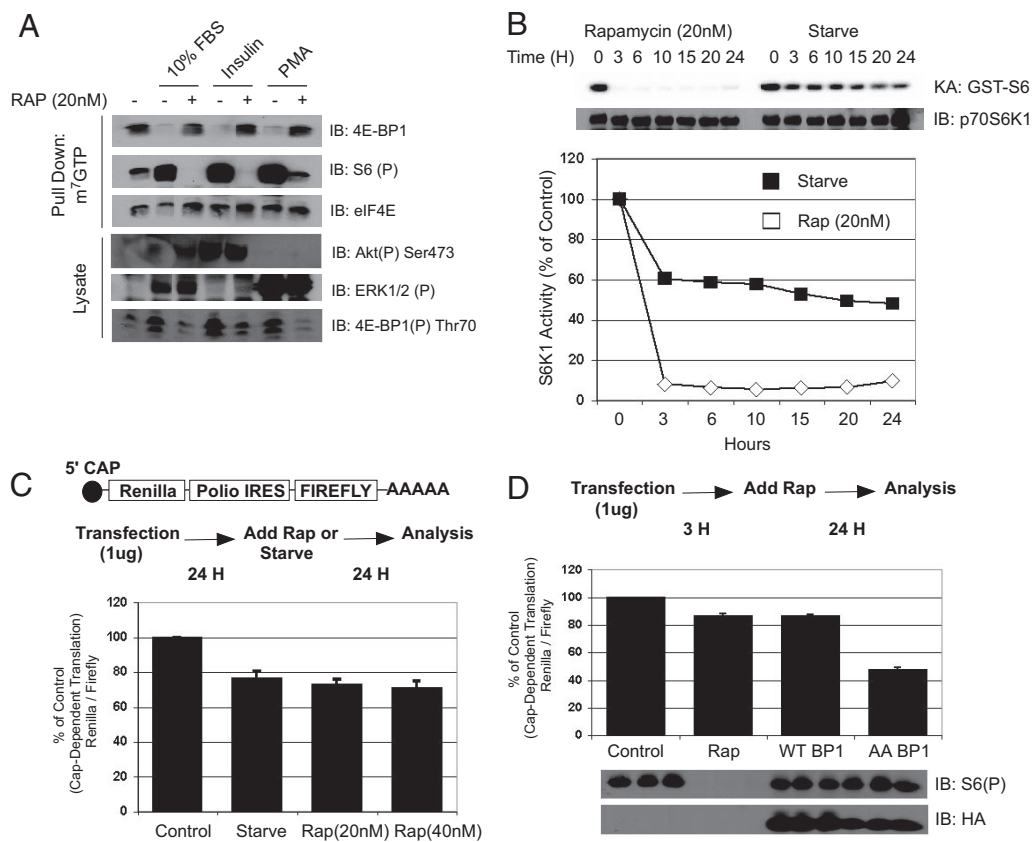 A
10% FBS
Insulin
PMA
RAP (20nM) - - + - + - +
Pull Down:
m7GTP
IB: 4E-BP1
IB: S6 (P)
IB: eIF4E
Lysate
IB: Akt(P) Ser473
IB: ERK1/2 (P)
IB: 4E-BP1(P) Thr70
B
Rapamycin (20nM) Starve
Time (H) 0 3 6 10 15 20 24 0 3 6 10 15 20 24
KA: GST-S6
IB: p70S6K1
S6K1 Activity (% of Control)
120
100
80
60
40
20
0
Starve
Rap (20nM)
0 3 6 10 15 20 24
Hours
C
5' CAP
Renilla Polio IRES FIREFLY AAAAA
Transfection Add Rap or Analysis
(1ug) Starve
24 H 24 H
% of Control
(Cap-Dependent Translation)
Renilla / Firefly
120
100
80
60
40
20
0
Control Starve Rap(20nM) Rap(40nM)
D
Transfection Add Rap Analysis
(1ug)
3 H 24 H
% of Control
(Cap-Dependent Translation)
Renilla / Firefly
120
100
80
60
40
20
0
Control Rap WT BP1 AA BP1
IB: S6(P)
IB: HA